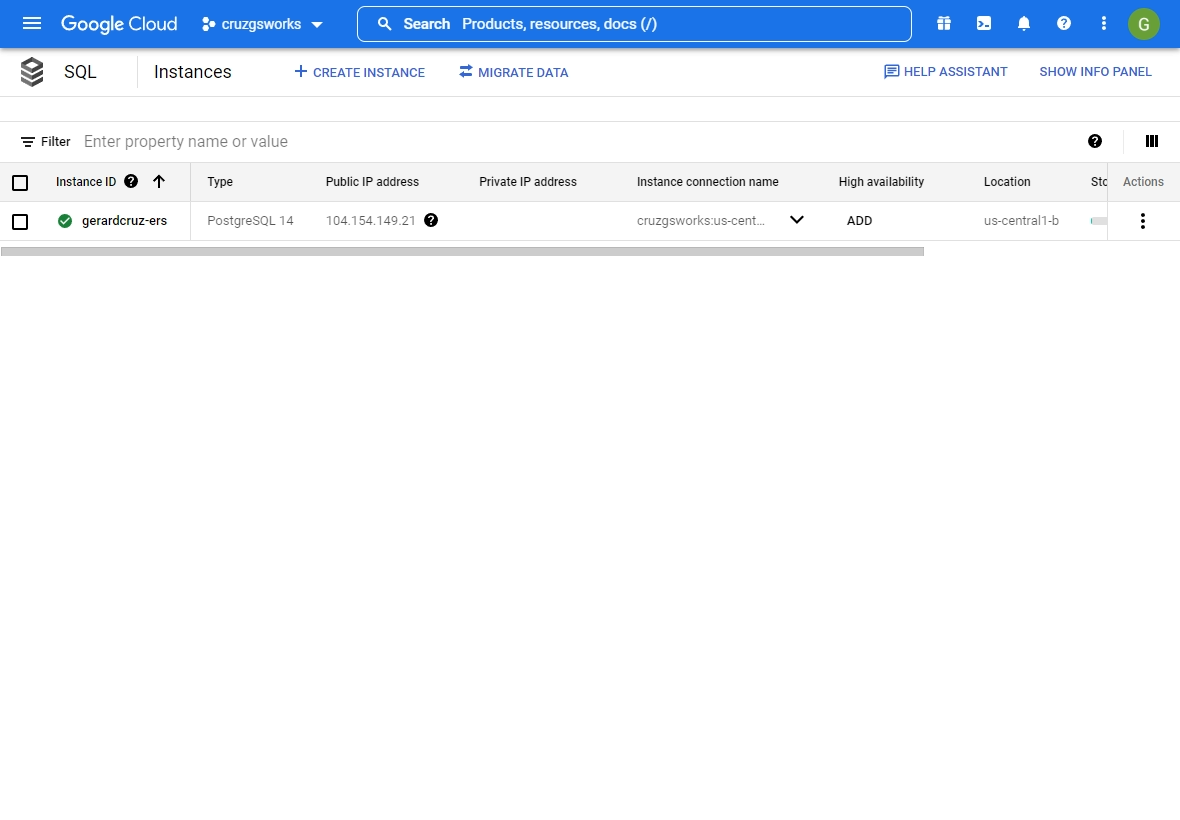 Google Cloud cruzgsworks Search Products, resources, docs (/) G
SQL Instances CREATE INSTANCE MIGRATE DATA HELP ASSISTANT SHOW INFO PANEL
Filter Enter property name or value
Instance ID Type Public IP address Private IP address Instance connection name High availability Location Sto Actions
gerardcruz-ers PostgreSQL 14 104.154.149.21 cruzgsworks:us-cent... ADD us-central1-b